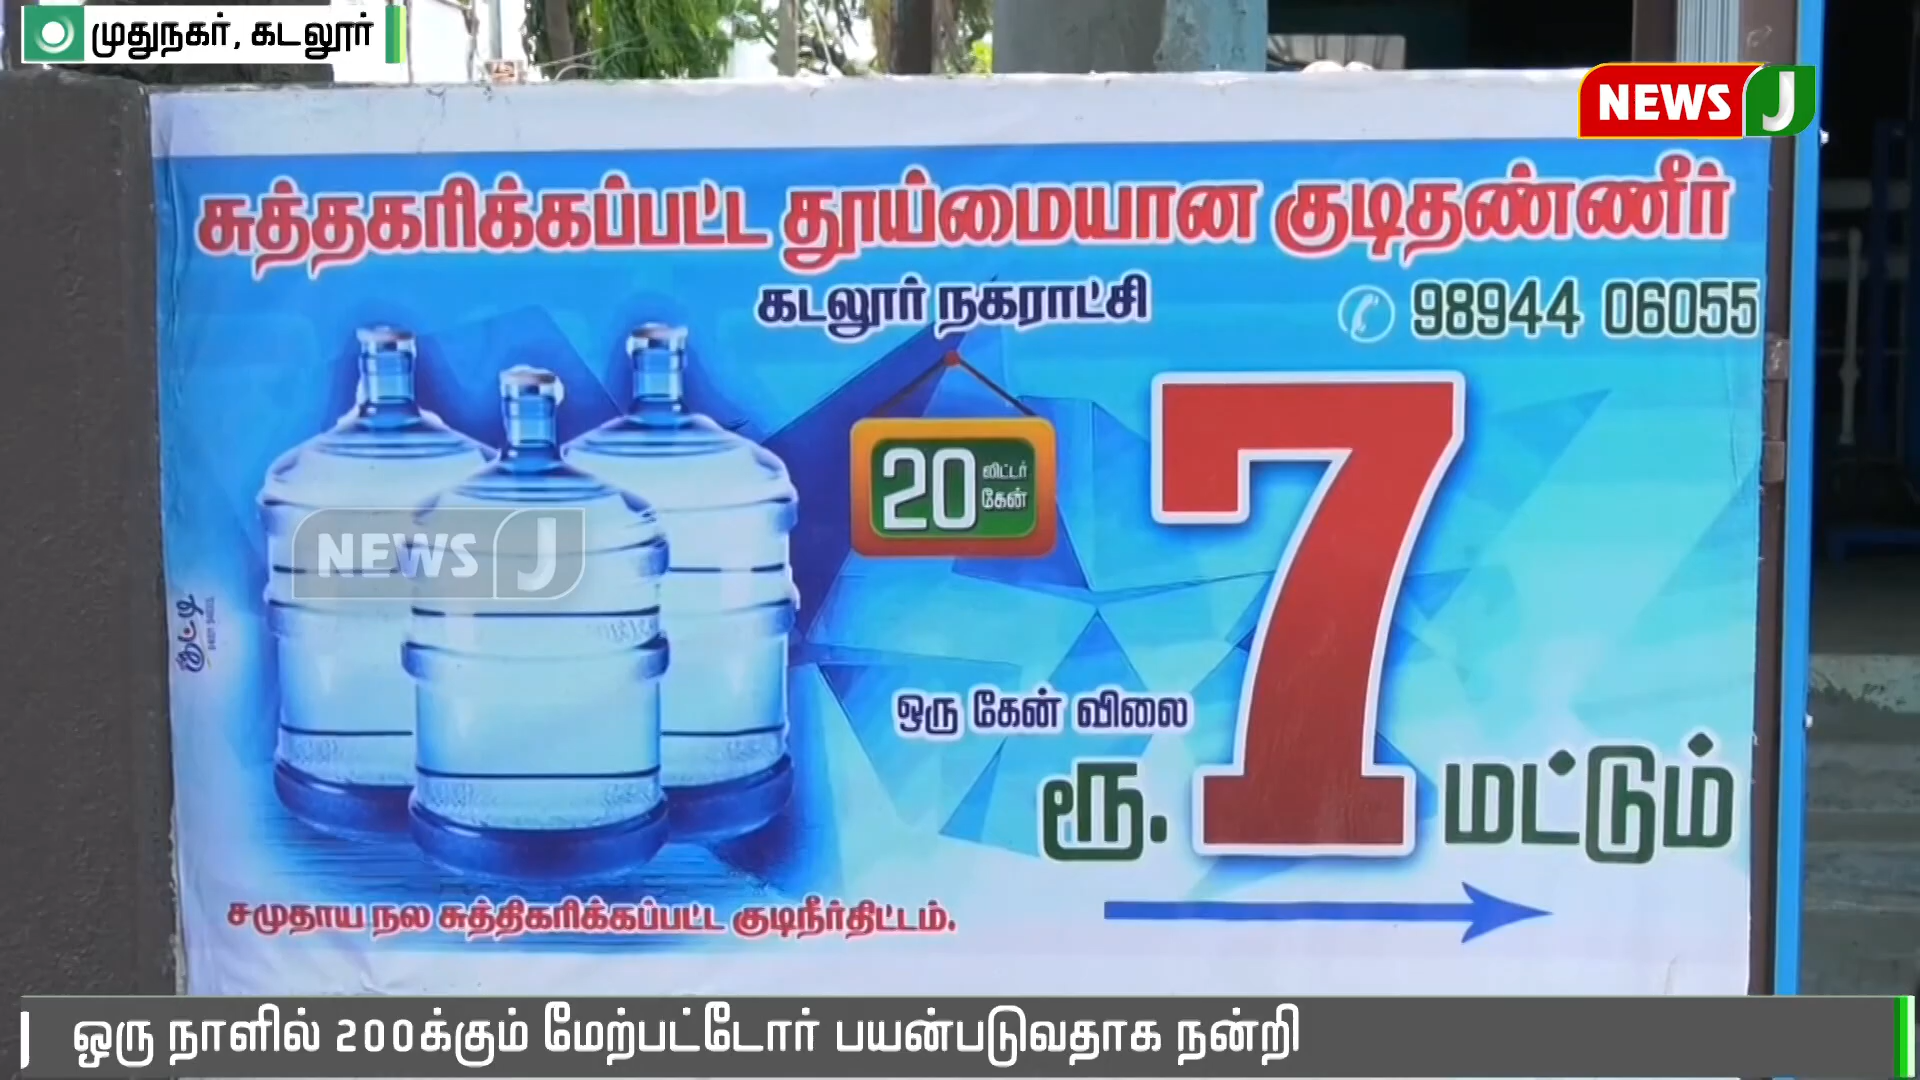 முதுநகர், கடலூர்
NEWS J
சுத்தகரிக்கப்பட்ட தூய்மையான குடிதண்ணீர்
கடலூர் நகராட்சி
98944 06055
20 லிட்டர் கேன்
NEWS J
குட்டி
ஒரு கேன் விலை
ரூ. 7 மட்டும்
சமுதாய நல சுத்திகரிக்கப்பட்ட குடிநீர்திட்டம்.
ஒரு நாளில் 200க்கும் மேற்பட்டோர் பயன்படுவதாக நன்றி